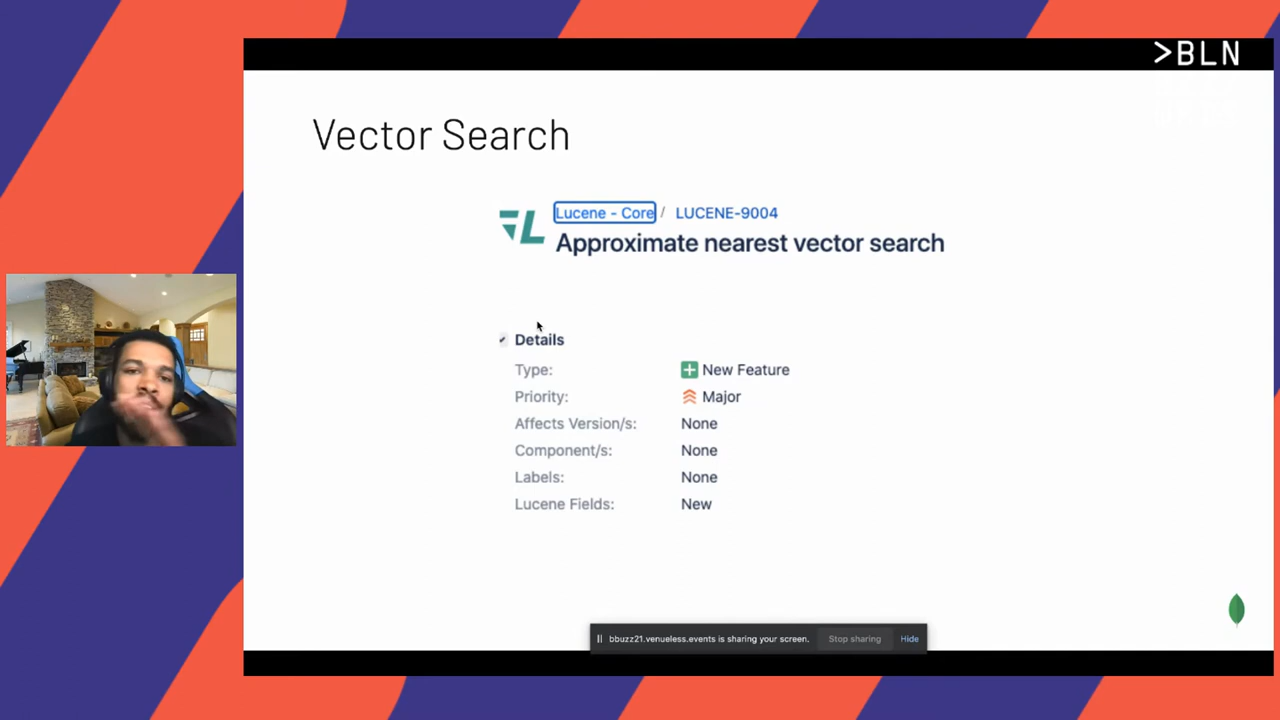 >BLN
Vector Search
Lucene - Core / LUCENE-9004
Approximate nearest vector search
Details
Type: New Feature
Priority: Major
Affects Version/s: None
Component/s: None
Labels: None
Lucene Fields: New
bbuzz21.venueless.events is sharing your screen. Stop sharing Hide